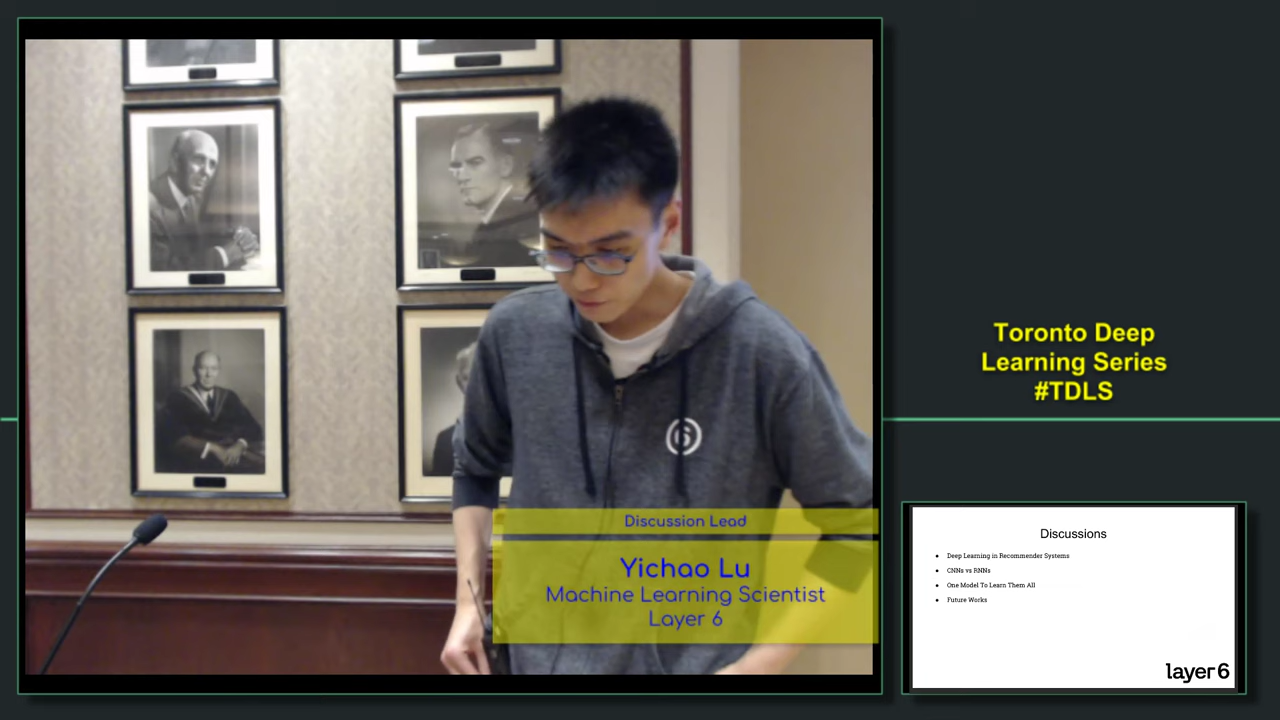 Toronto Deep
Learning Series
#TDLS
6
Discussion Lead
Yichao Lu
Machine Learning Scientist
Layer 6
Discussions
● Deep Learning in Recommender Systems
● CNNs vs RNNs
● One Model To Learn Them All
● Future Works
layer6